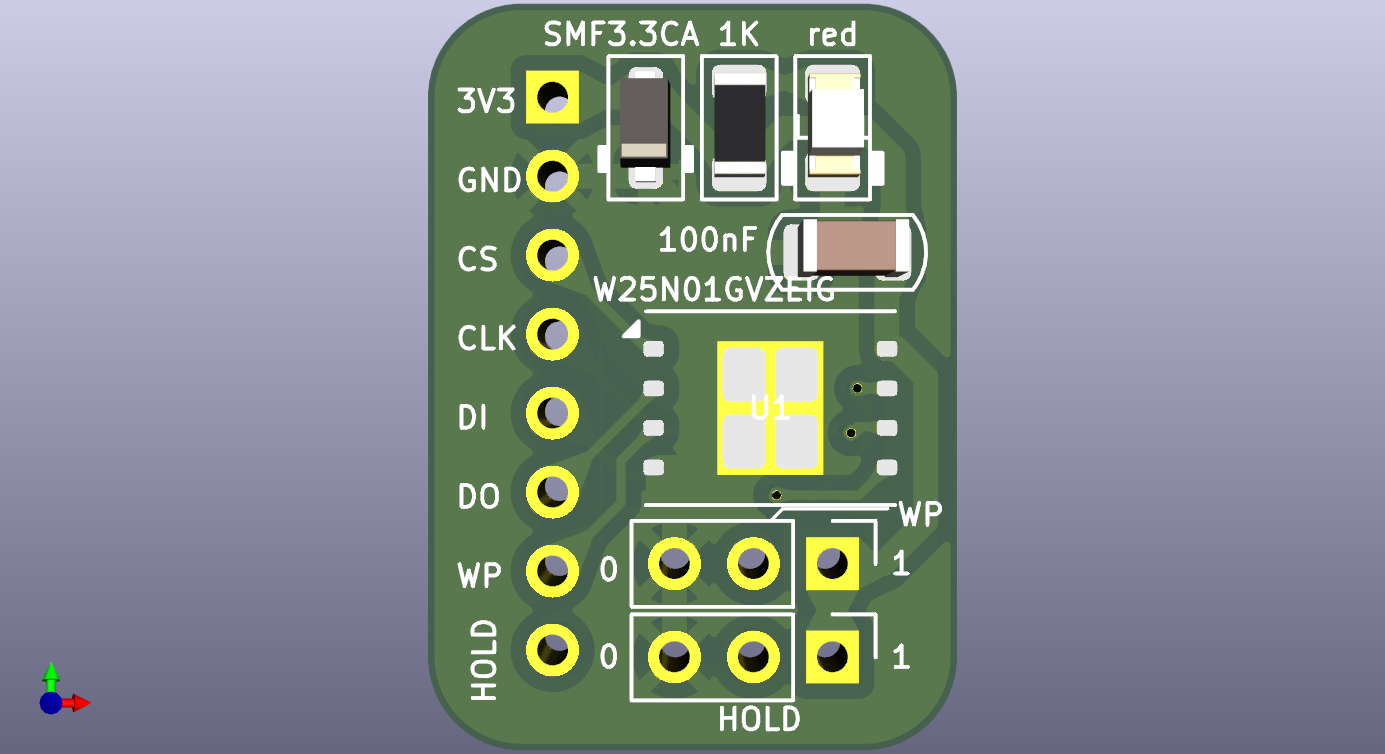 SMF3.3CA 1K red
3V3
GND
CS
100nF
W25N01GVZEIG
CLK
DI
U1
DO
WP
WP 0 1
HOLD 0 1
HOLD